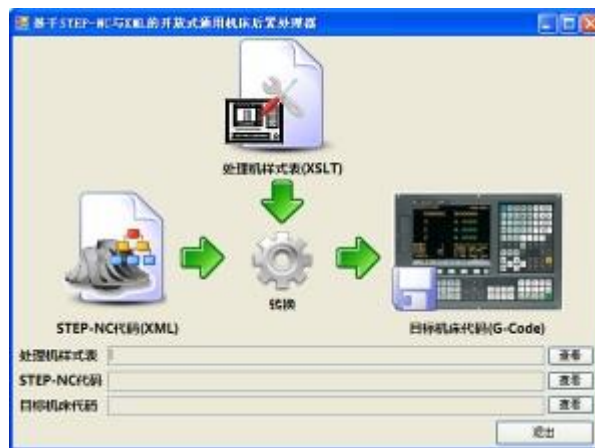 基于STEP-NC与XML的开放式通用机床后置处理器
处理机样式表(XSLT)
转换
STEP-NC代码(XML)
目标机床代码(G-Code)
处理机样式表
查看
STEP-NC代码
查看
目标机床代码
查看
退出